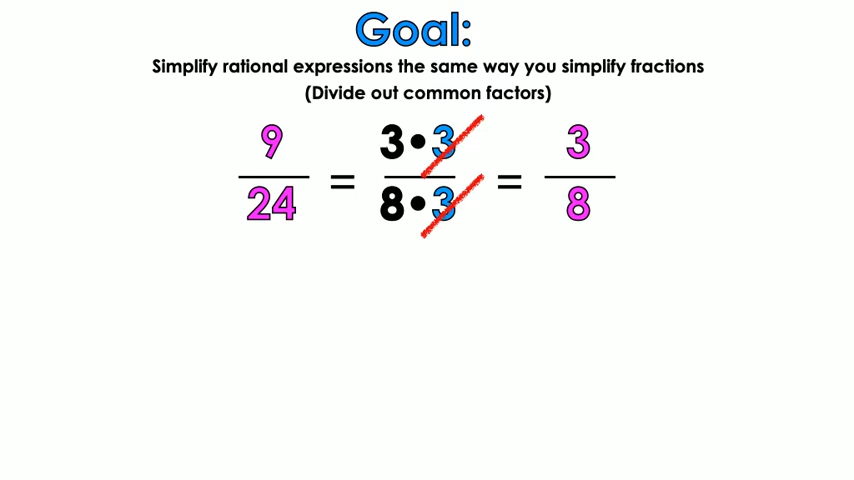 Goal:
Simplify rational expressions the same way you simplify fractions
(Divide out common factors)
9/24 = 3•3/8•3 = 3/8